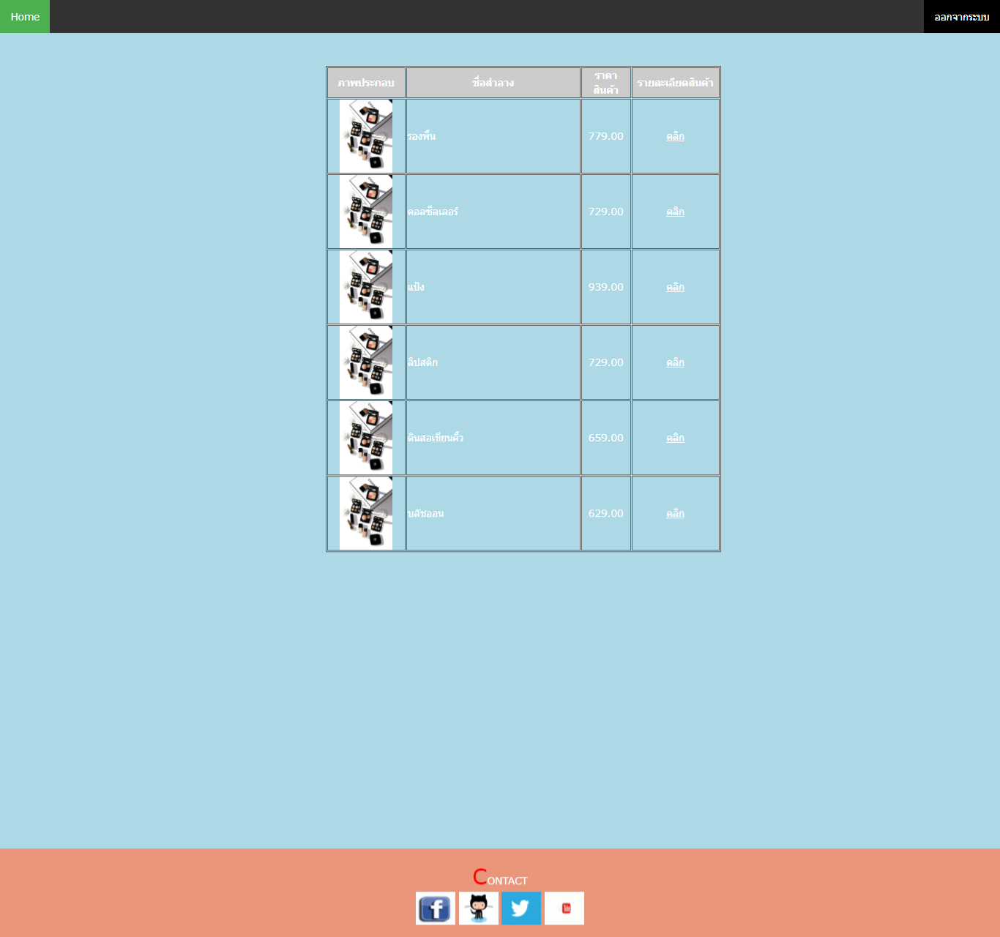 Home
ออกจากระบบ
ภาพประกอบ
ชื่อสำอาง
ราคา
สินค้า
รายละเอียดสินค้า
รองพื้น
779.00
คลิก
คอลซีลเลอร์
729.00
คลิก
แป้ง
939.00
คลิก
ลิปสติก
729.00
คลิก
ดินสอเขียนคิ้ว
659.00
คลิก
บลัชออน
629.00
คลิก
CONTACT